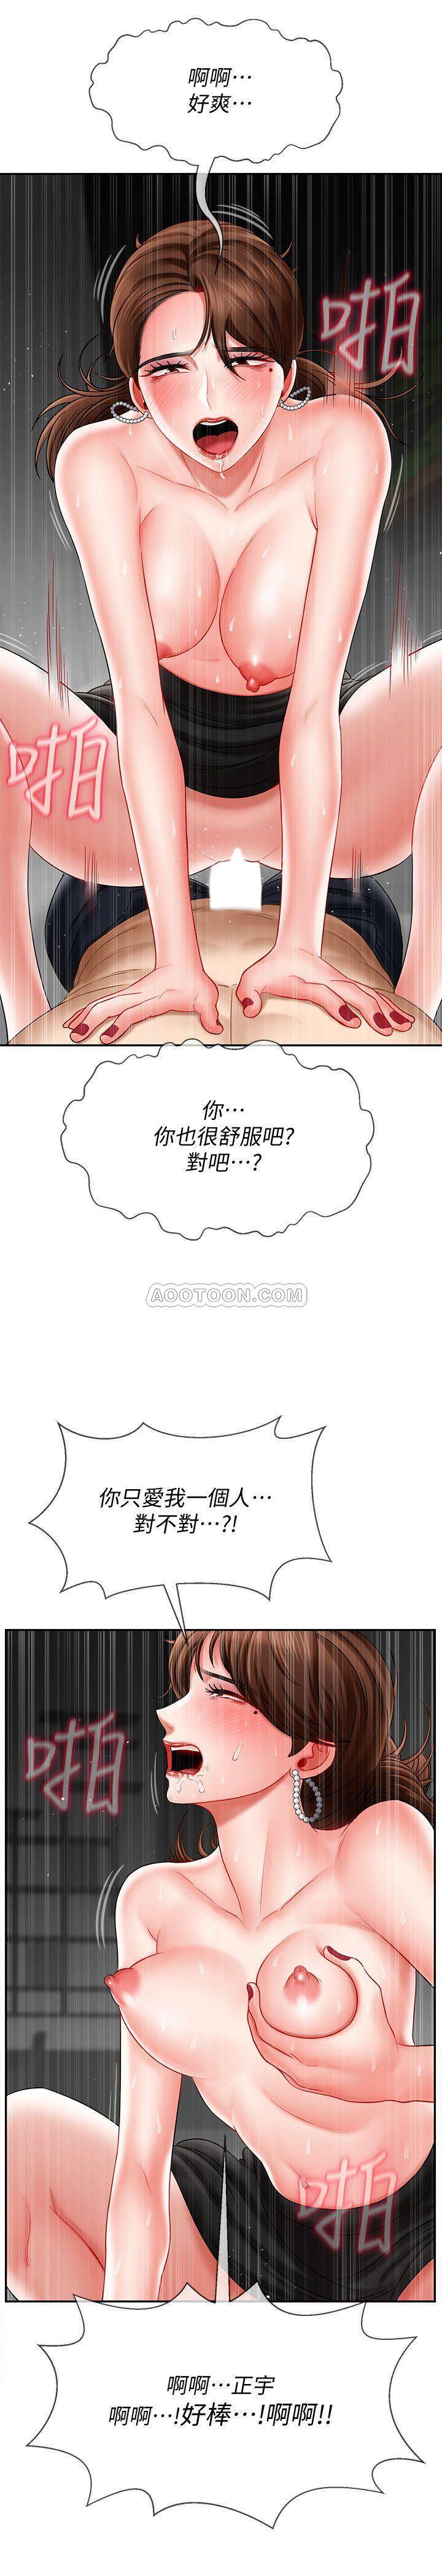 啊啊…
好爽…
啪
啪
你…
你也很舒服吧?
對吧…?
AOOTOON.COM
你只愛我一個人…
對不對…?!
啪
啪
啊啊…正宇
啊啊…!好棒…!啊啊!!